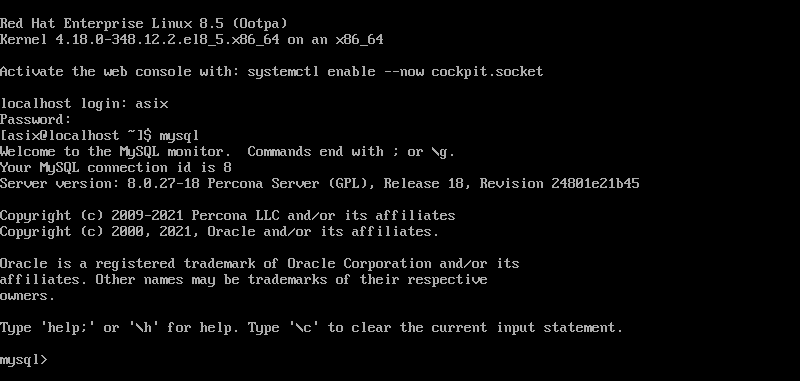 Red Hat Enterprise Linux 8.5 (Ootpa)
Kernel 4.18.0-348.12.2.el8_5.x86_64 on an x86_64
Activate the web console with: systemctl enable --now cockpit.socket
localhost login: asix
Password:
[asix@localhost ~]$ mysql
Welcome to the MySQL monitor.  Commands end with ; or \g.
Your MySQL connection id is 8
Server version: 8.0.27-18 Percona Server (GPL), Release 18, Revision 24801e21b45
Copyright (c) 2009-2021 Percona LLC and/or its affiliates
Copyright (c) 2000, 2021, Oracle and/or its affiliates.
Oracle is a registered trademark of Oracle Corporation and/or its
affiliates. Other names may be trademarks of their respective
owners.
Type 'help;' or '\h' for help. Type '\c' to clear the current input statement.
mysql>